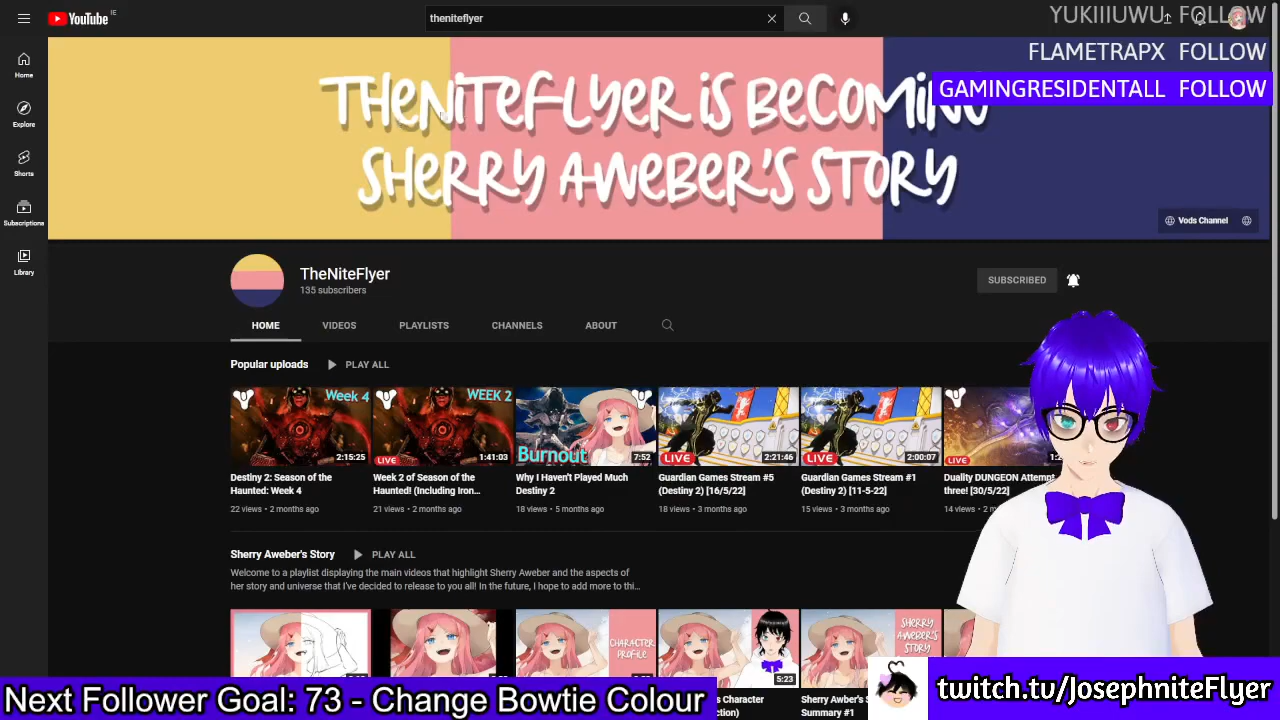 YouTube IE
theniteflyer
YUKIIIUWU FOLLOW
FLAMETRAPX FOLLOW
GAMINGRESIDENTALL FOLLOW
Home
Explore
Shorts
Subscriptions
Library
THENITEFLYER IS BECOMING
SHERRY AWEBER'S STORY
Vods Channel
TheNiteFlyer
135 subscribers
SUBSCRIBED
HOME VIDEOS PLAYLISTS CHANNELS ABOUT
Popular uploads PLAY ALL
Week 4
2:15:25
WEEK 2
LIVE
1:41:03
Burnout
7:52
LIVE
2:21:46
LIVE
2:00:07
LIVE
Destiny 2: Season of the
Haunted: Week 4
22 views • 2 months ago
Week 2 of Season of the
Haunted! (Including Iron...
21 views • 2 months ago
Why I Haven't Played Much
Destiny 2
18 views • 5 months ago
Guardian Games Stream #5
(Destiny 2) [16/5/22]
18 views • 3 months ago
Guardian Games Stream #1
(Destiny 2) [11-5-22]
15 views • 3 months ago
Duality DUNGEON Attempt
three! [30/5/22]
14 views • 2
Sherry Aweber's Story PLAY ALL
Welcome to a playlist displaying the main videos that highlight Sherry Aweber and the aspects of
her story and universe that I've decided to release to you all! In the future, I hope to add more to thi...
CHARACTER
PROFILE
5:23
SHERRY
AWEBER'S
STORY
Character
Sherry Awber's
Summary #1
Next Follower Goal: 73 - Change Bowtie Colour
twitch.tv/JosephniteFlyer